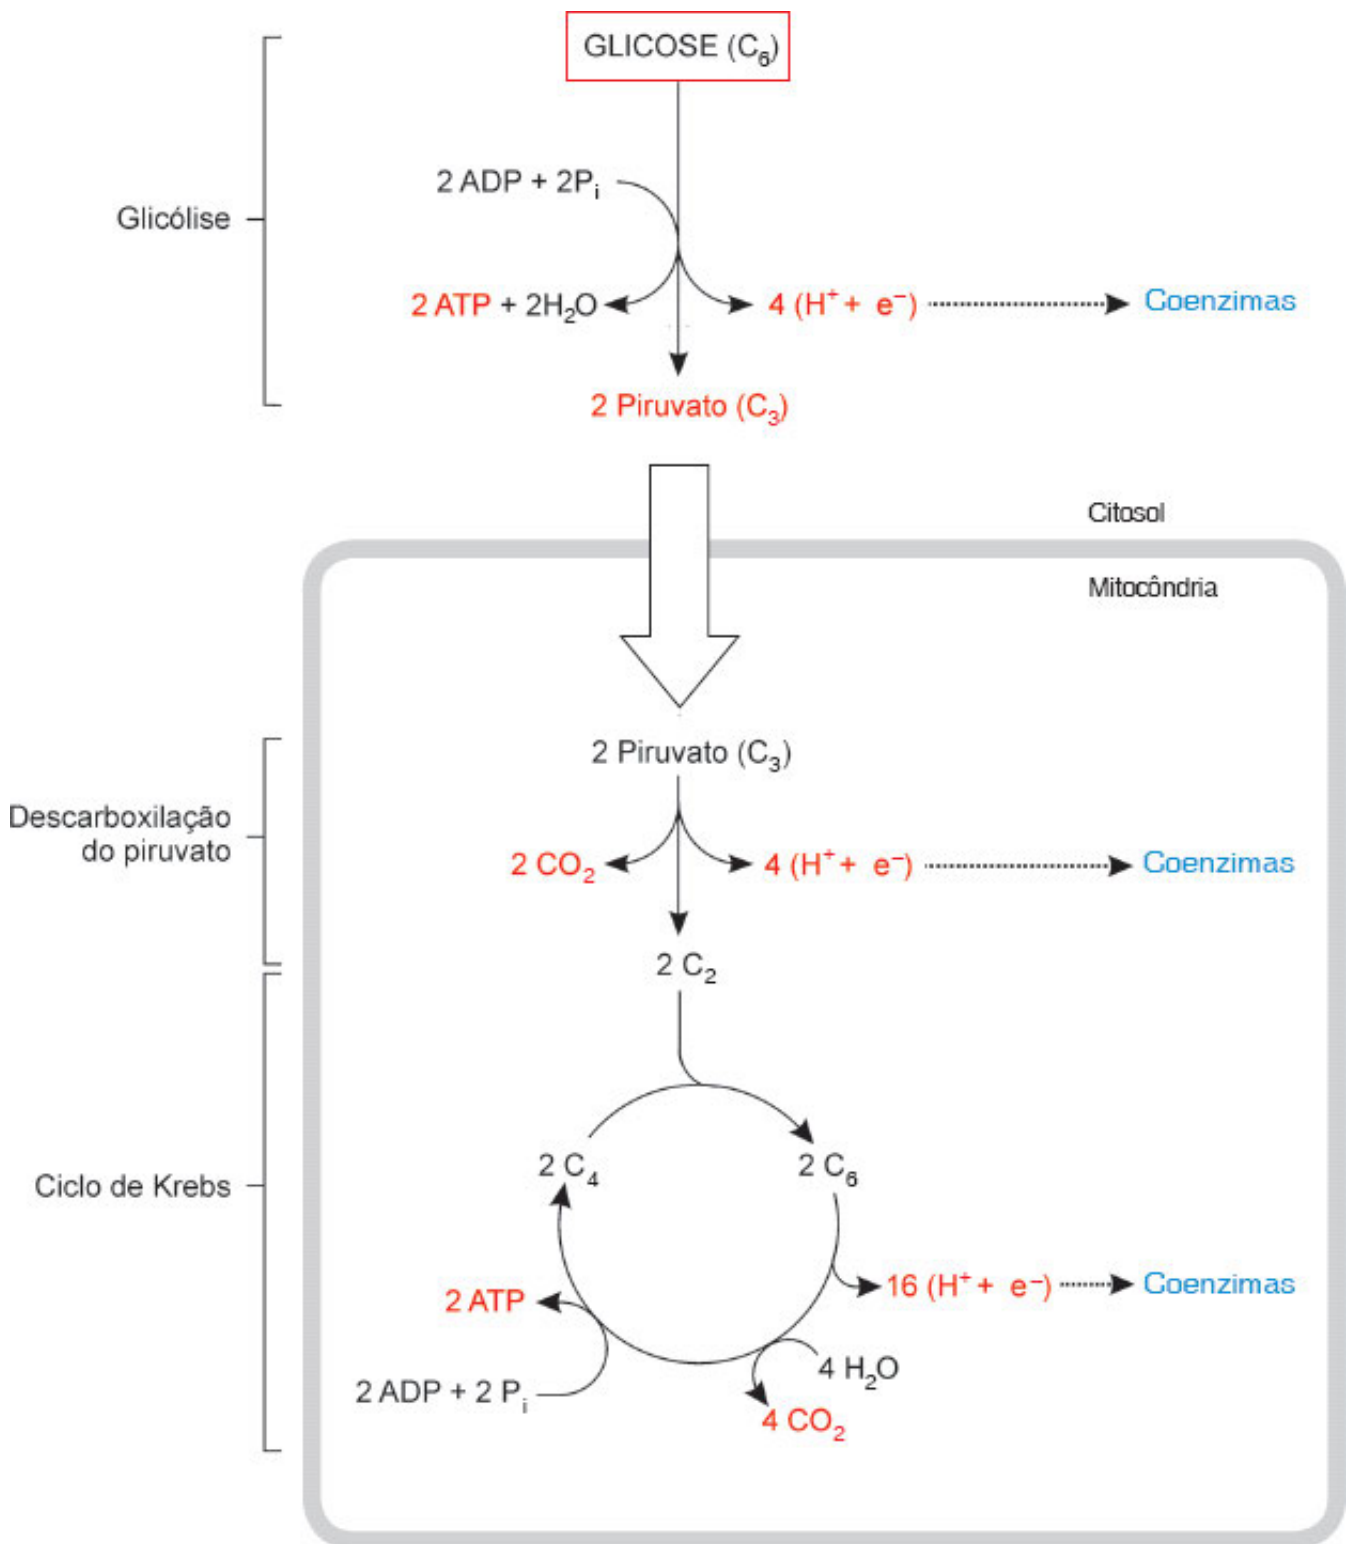 GLICOSE (C₆)
2 ADP + 2Pᵢ
Glicólise
2 ATP + 2H₂O
4 (H⁺ + e⁻)
Coenzimas
2 Piruvato (C₃)
Citosol
Mitocôndria
2 Piruvato (C₃)
Descarboxilação
do piruvato
2 CO₂
4 (H⁺ + e⁻)
Coenzimas
2 C₂
2 C₄
2 C₆
Ciclo de Krebs
16 (H⁺ + e⁻)
Coenzimas
2 ATP
4 H₂O
2 ADP + 2 Pᵢ
4 CO₂